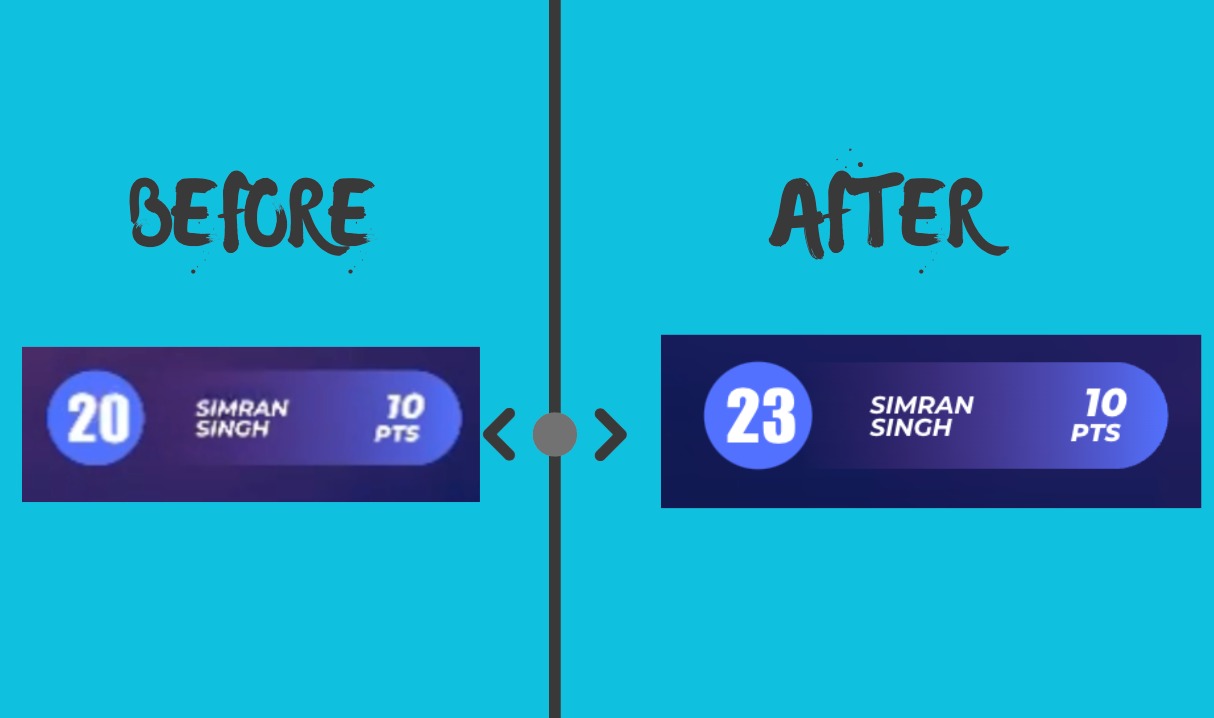 BEFORE
20
SIMRAN
SINGH
10
PTS
AFTER
23
SIMRAN
SINGH
10
PTS